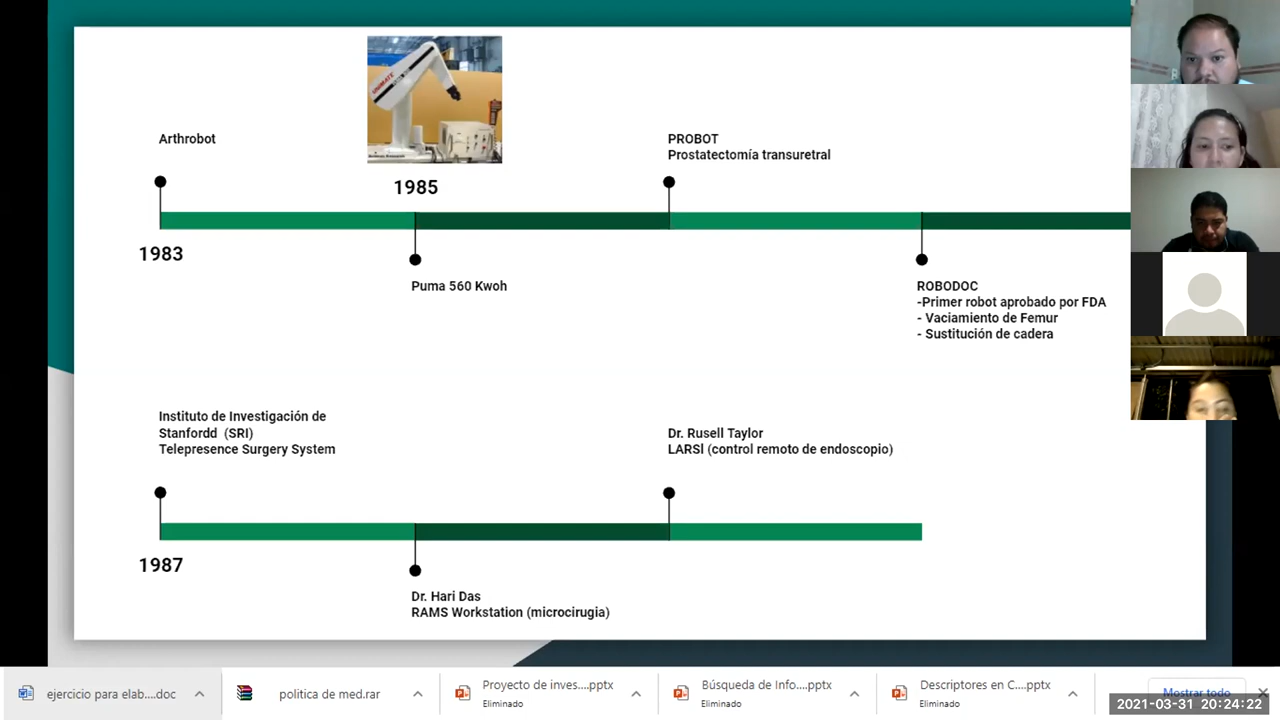 UNIMATE
1985
Arthrobot
PROBOT
Prostatectomía transuretral
1983
Puma 560 Kwoh
ROBODOC
-Primer robot aprobado por FDA
- Vaciamiento de Femur
- Sustitución de cadera
Instituto de Investigación de
Stanfordd (SRI)
Telepresence Surgery System
Dr. Rusell Taylor
LARSl (control remoto de endoscopio)
1987
Dr. Hari Das
RAMS Workstation (microcirugia)
ejercicio para elab....doc
politica de med.rar
Proyecto de inves....pptx
Eliminado
Búsqueda de Info....pptx
Eliminado
Descriptores en C....pptx
Eliminado
Mostrar todo
2021-03-31 20:24:22